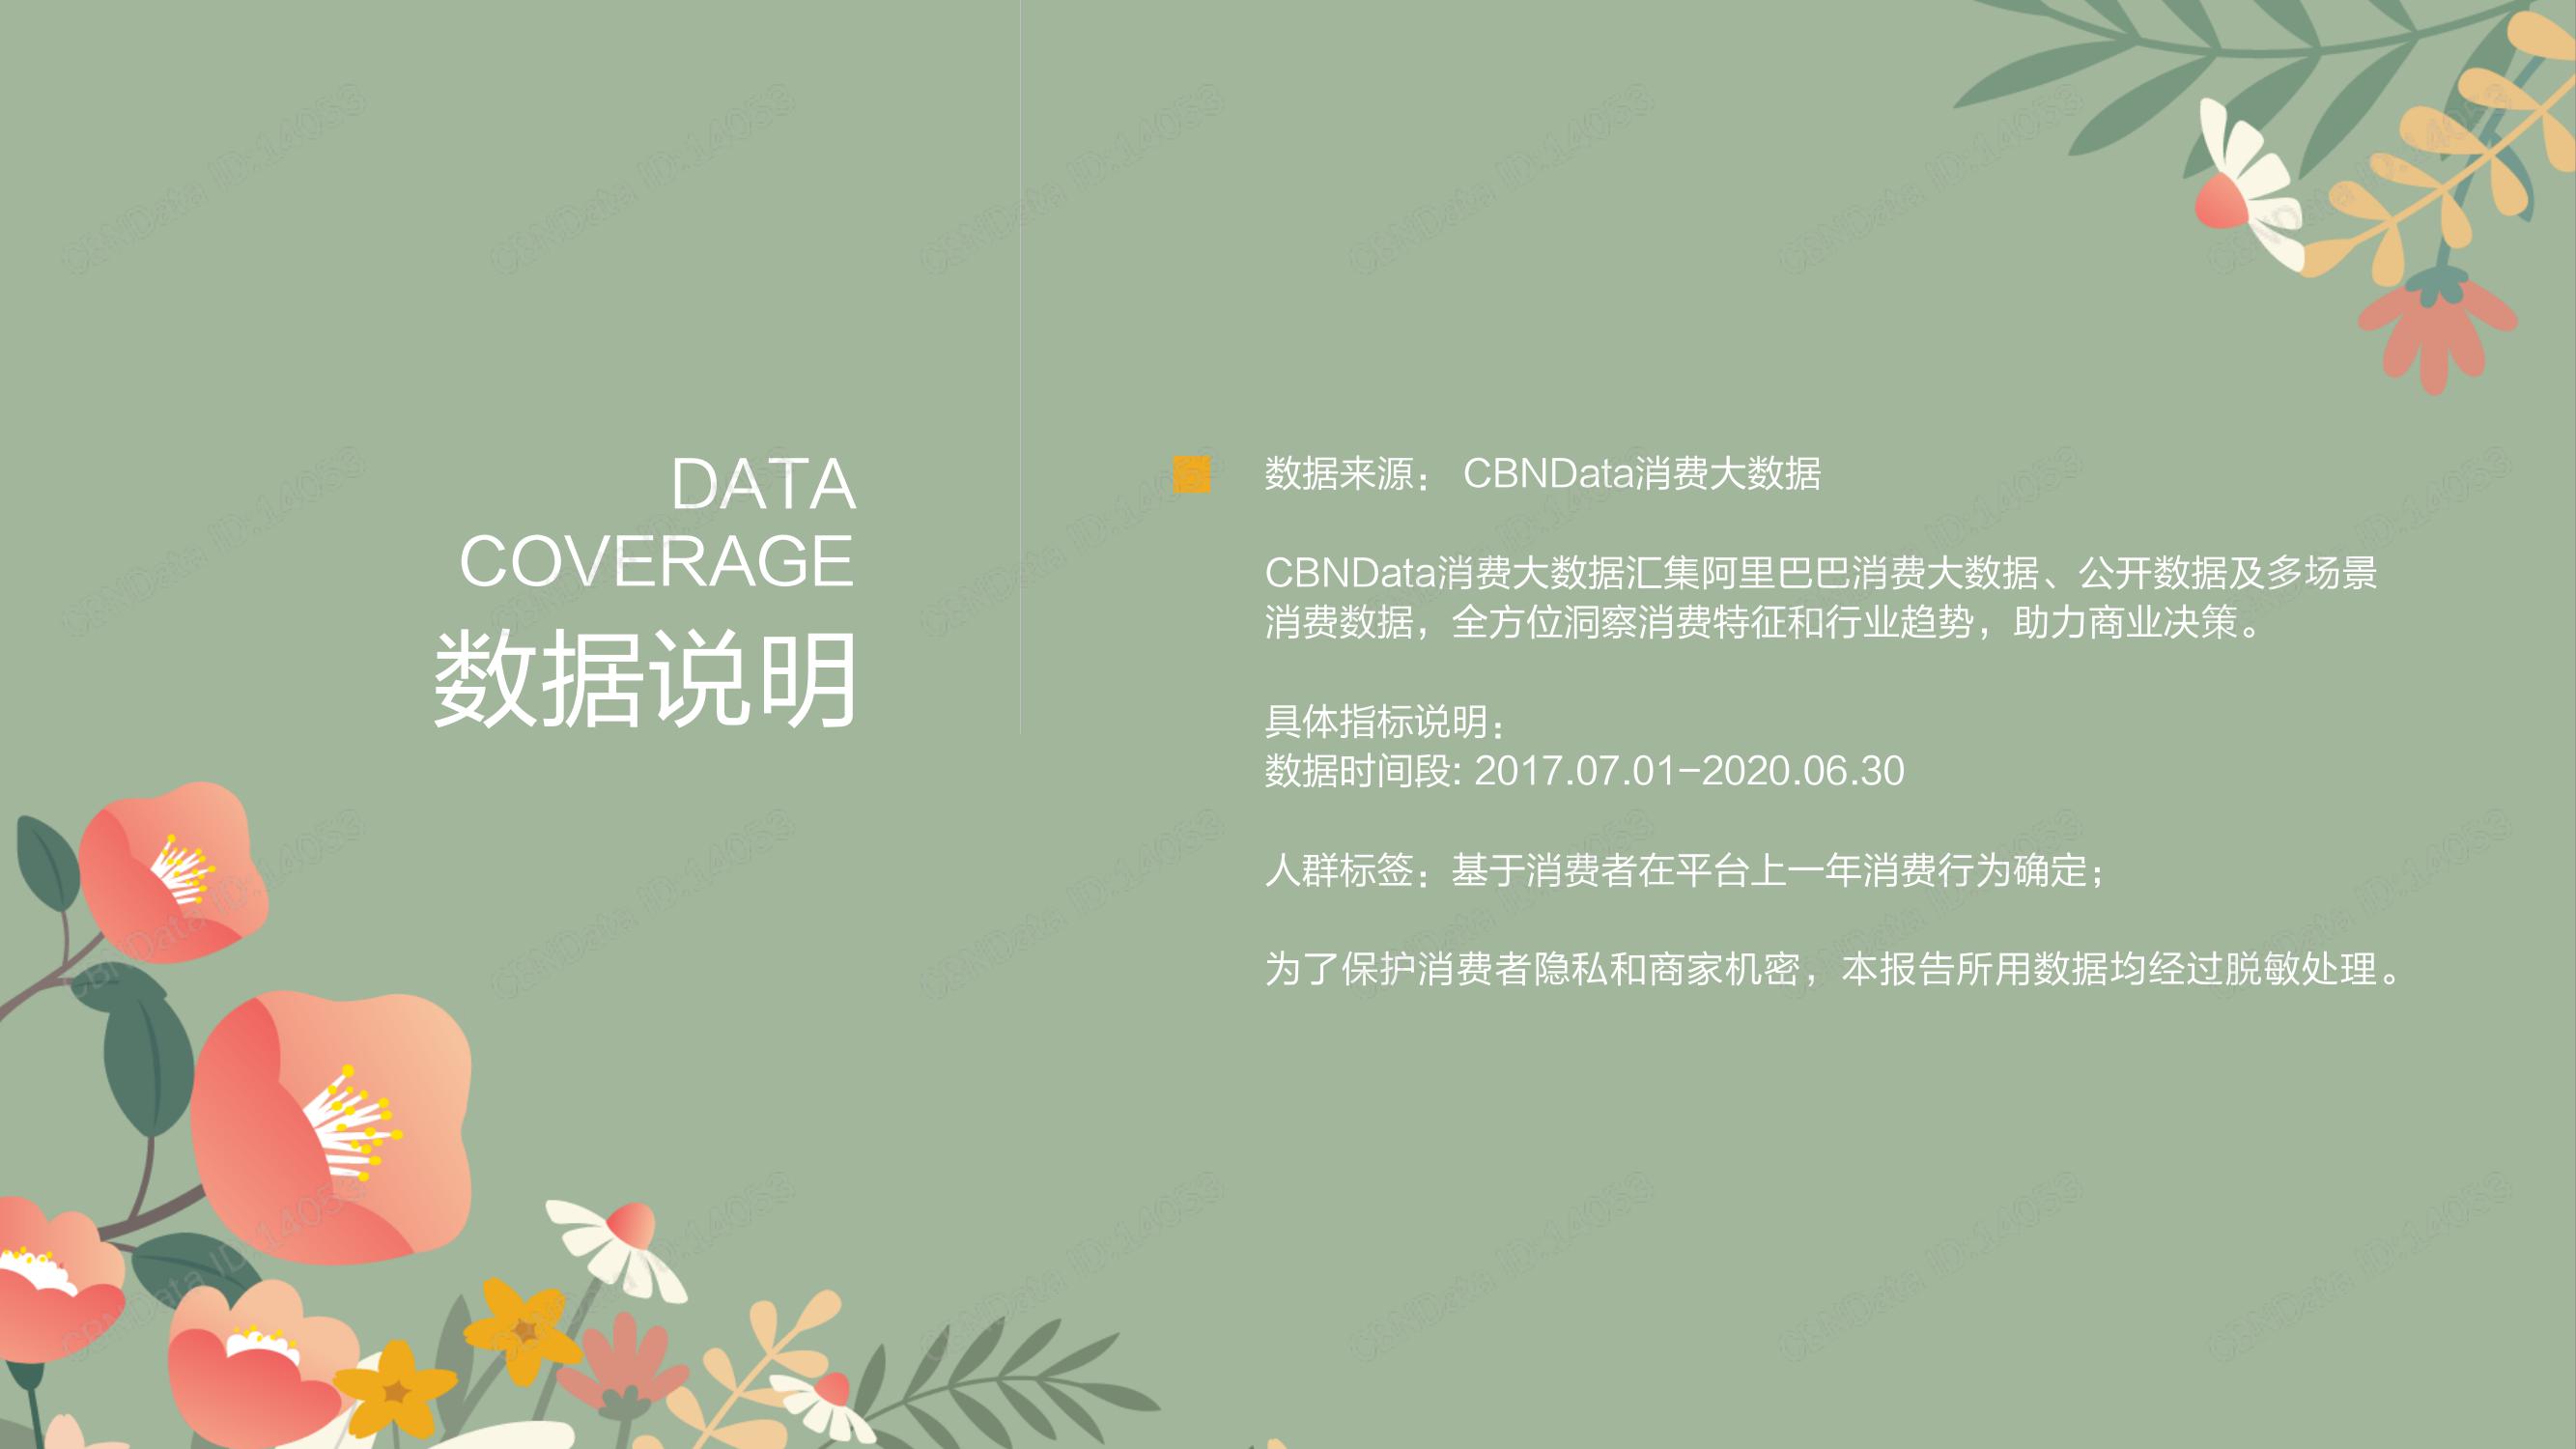 DATA
COVERAGE
数据说明
数据来源： CBNData消费大数据
CBNData消费大数据汇集阿里巴巴消费大数据、公开数据及多场景
消费数据，全方位洞察消费特征和行业趋势，助力商业决策。
具体指标说明：
数据时间段: 2017.07.01-2020.06.30
人群标签：基于消费者在平台上一年消费行为确定；
为了保护消费者隐私和商家机密，本报告所用数据均经过脱敏处理。
CBNData ID:14053